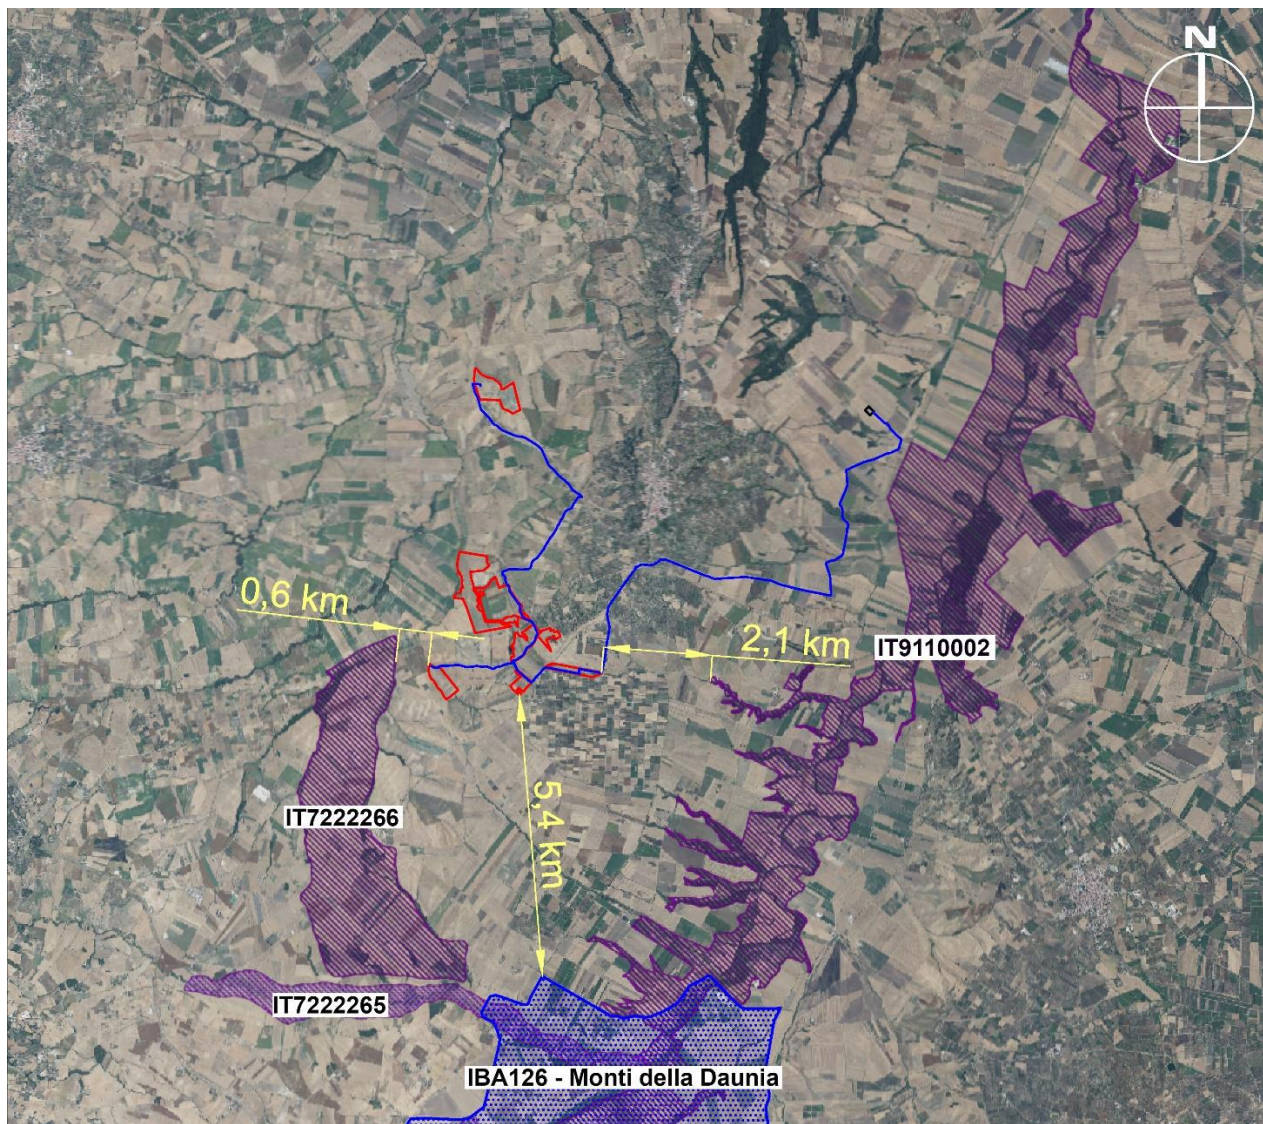 N
0,6 km
2,1 km
IT9110002
5,4 km
IT7222266
IT7222265
IBA126 - Monti della Daunia